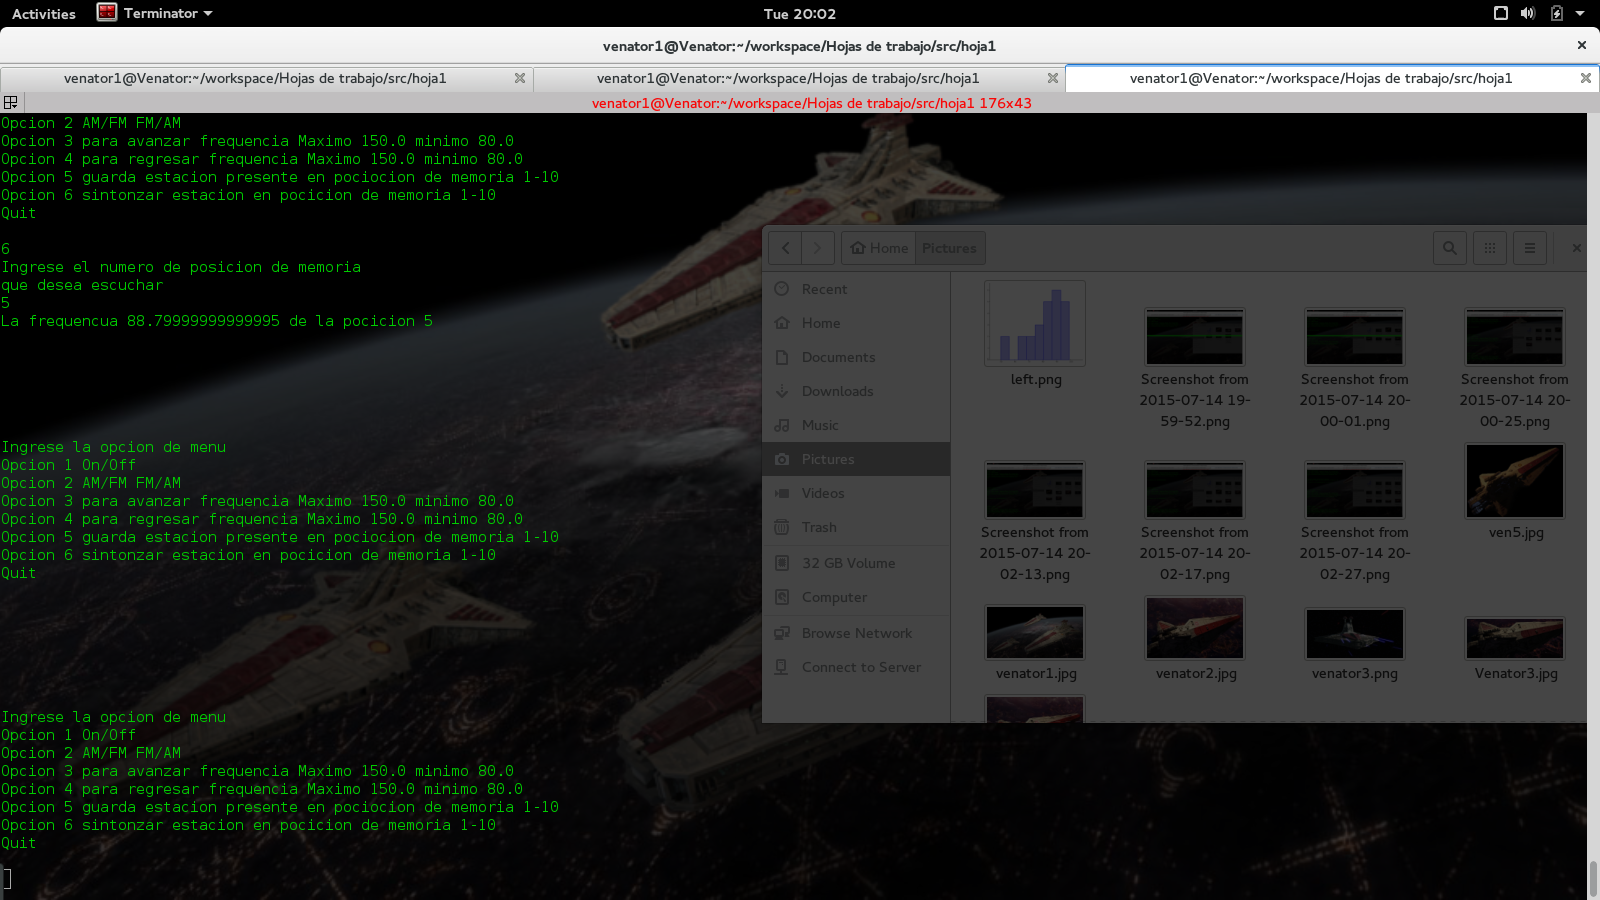 Activities Terminator Tue 20:02
venator1@Venator:~/workspace/Hojas de trabajo/src/hoja1
venator1@Venator:~/workspace/Hojas de trabajo/src/hoja1 venator1@Venator:~/workspace/Hojas de trabajo/src/hoja1 venator1@Venator:~/workspace/Hojas de trabajo/src/hoja1
venator1@Venator:~/workspace/Hojas de trabajo/src/hoja1 176x43
Opcion 2 AM/FM FM/AM
Opcion 3 para avanzar frequencia Maximo 150.0 minimo 80.0
Opcion 4 para regresar frequencia Maximo 150.0 minimo 80.0
Opcion 5 guarda estacion presente en pociocion de memoria 1-10
Opcion 6 sintonzar estacion en pocicion de memoria 1-10
Quit
6
Ingrese el numero de posicion de memoria
que desea escuchar
5
La frequencua 88.79999999999995 de la pocicion 5
Ingrese la opcion de menu
Opcion 1 On/Off
Opcion 2 AM/FM FM/AM
Opcion 3 para avanzar frequencia Maximo 150.0 minimo 80.0
Opcion 4 para regresar frequencia Maximo 150.0 minimo 80.0
Opcion 5 guarda estacion presente en pociocion de memoria 1-10
Opcion 6 sintonzar estacion en pocicion de memoria 1-10
Quit
Ingrese la opcion de menu
Opcion 1 On/Off
Opcion 2 AM/FM FM/AM
Opcion 3 para avanzar frequencia Maximo 150.0 minimo 80.0
Opcion 4 para regresar frequencia Maximo 150.0 minimo 80.0
Opcion 5 guarda estacion presente en pociocion de memoria 1-10
Opcion 6 sintonzar estacion en pocicion de memoria 1-10
Quit
Home Pictures
Recent
Home
Documents
Downloads
Music
Pictures
Videos
Trash
32 GB Volume
Computer
Browse Network
Connect to Server
left.png
Screenshot from
2015-07-14 19-
59-52.png
Screenshot from
2015-07-14 20-
00-01.png
Screenshot from
2015-07-14 20-
00-25.png
Screenshot from
2015-07-14 20-
02-13.png
Screenshot from
2015-07-14 20-
02-17.png
Screenshot from
2015-07-14 20-
02-27.png
ven5.jpg
venator1.jpg
venator2.jpg
venator3.png
Venator3.jpg